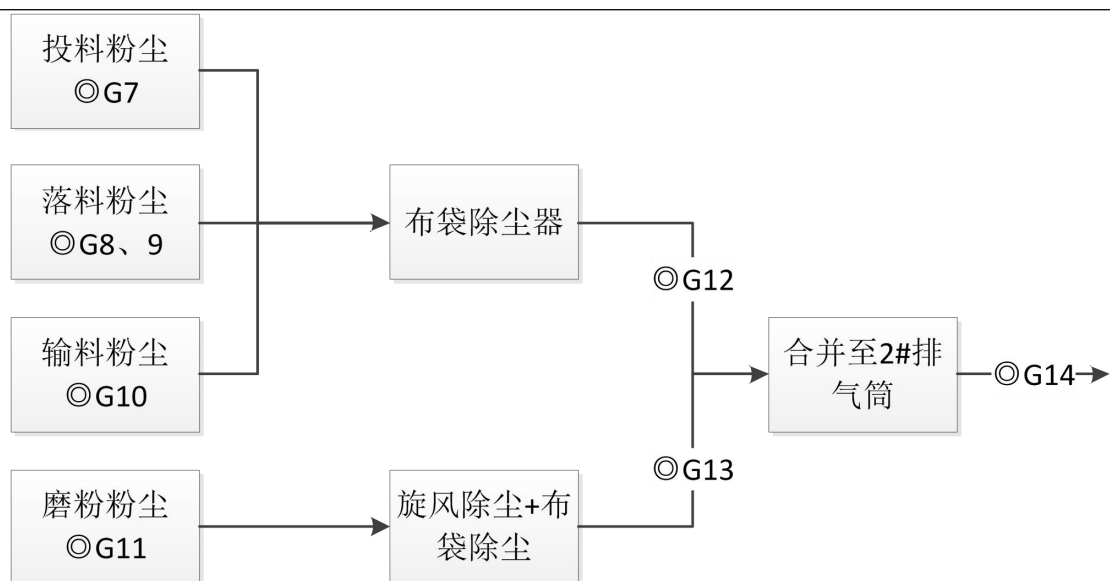 投料粉尘
◎G7
落料粉尘
◎G8、9
布袋除尘器
◎G12
输料粉尘
◎G10
合并至2#排
气筒
◎G14
◎G13
磨粉粉尘
◎G11
旋风除尘+布
袋除尘